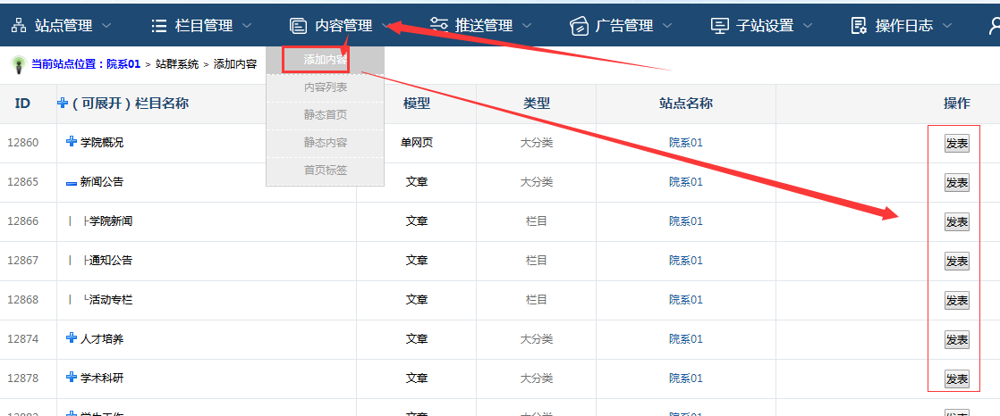 站点管理 栏目管理 内容管理 推送管理 广告管理 子站设置 操作日志
当前站点位置：院系01 > 站群系统 > 添加内容
添加内容
内容列表
静态首页
静态内容
首页标签
ID （可展开）栏目名称 模型 类型 站点名称 操作
12860 学院概况 单网页 大分类 院系01 发表
12865 新闻公告 文章 大分类 院系01 发表
12866 | ├学院新闻 文章 栏目 院系01 发表
12867 | ├通知公告 文章 栏目 院系01 发表
12868 | └活动专栏 文章 栏目 院系01 发表
12874 人才培养 文章 大分类 院系01 发表
12878 学术科研 文章 大分类 院系01 发表